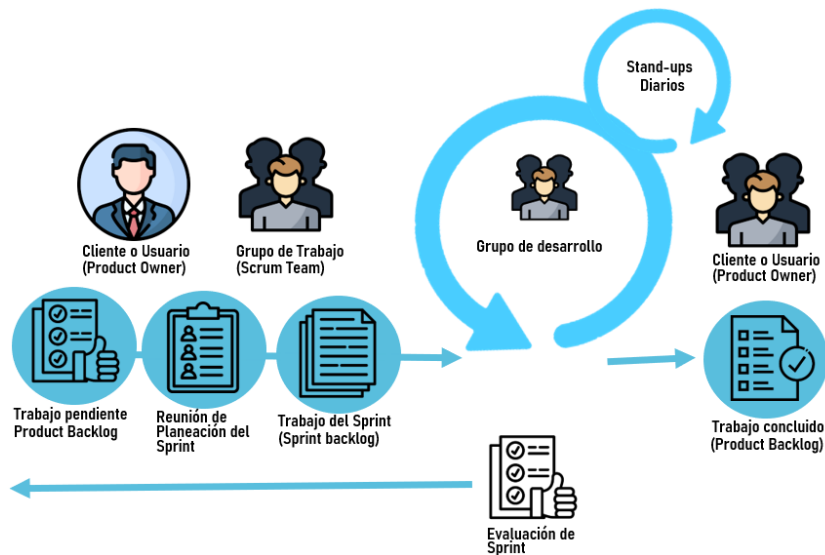 Stand-ups
Diarios
Cliente o Usuario
(Product Owner)
Grupo de Trabajo
(Scrum Team)
Grupo de desarrollo
Cliente o Usuario
(Product Owner)
Trabajo pendiente
Product Backlog
Reunión de
Planeación del
Sprint
Trabajo del Sprint
(Sprint backlog)
Trabajo concluido
(Product Backlog)
Evaluación de
Sprint